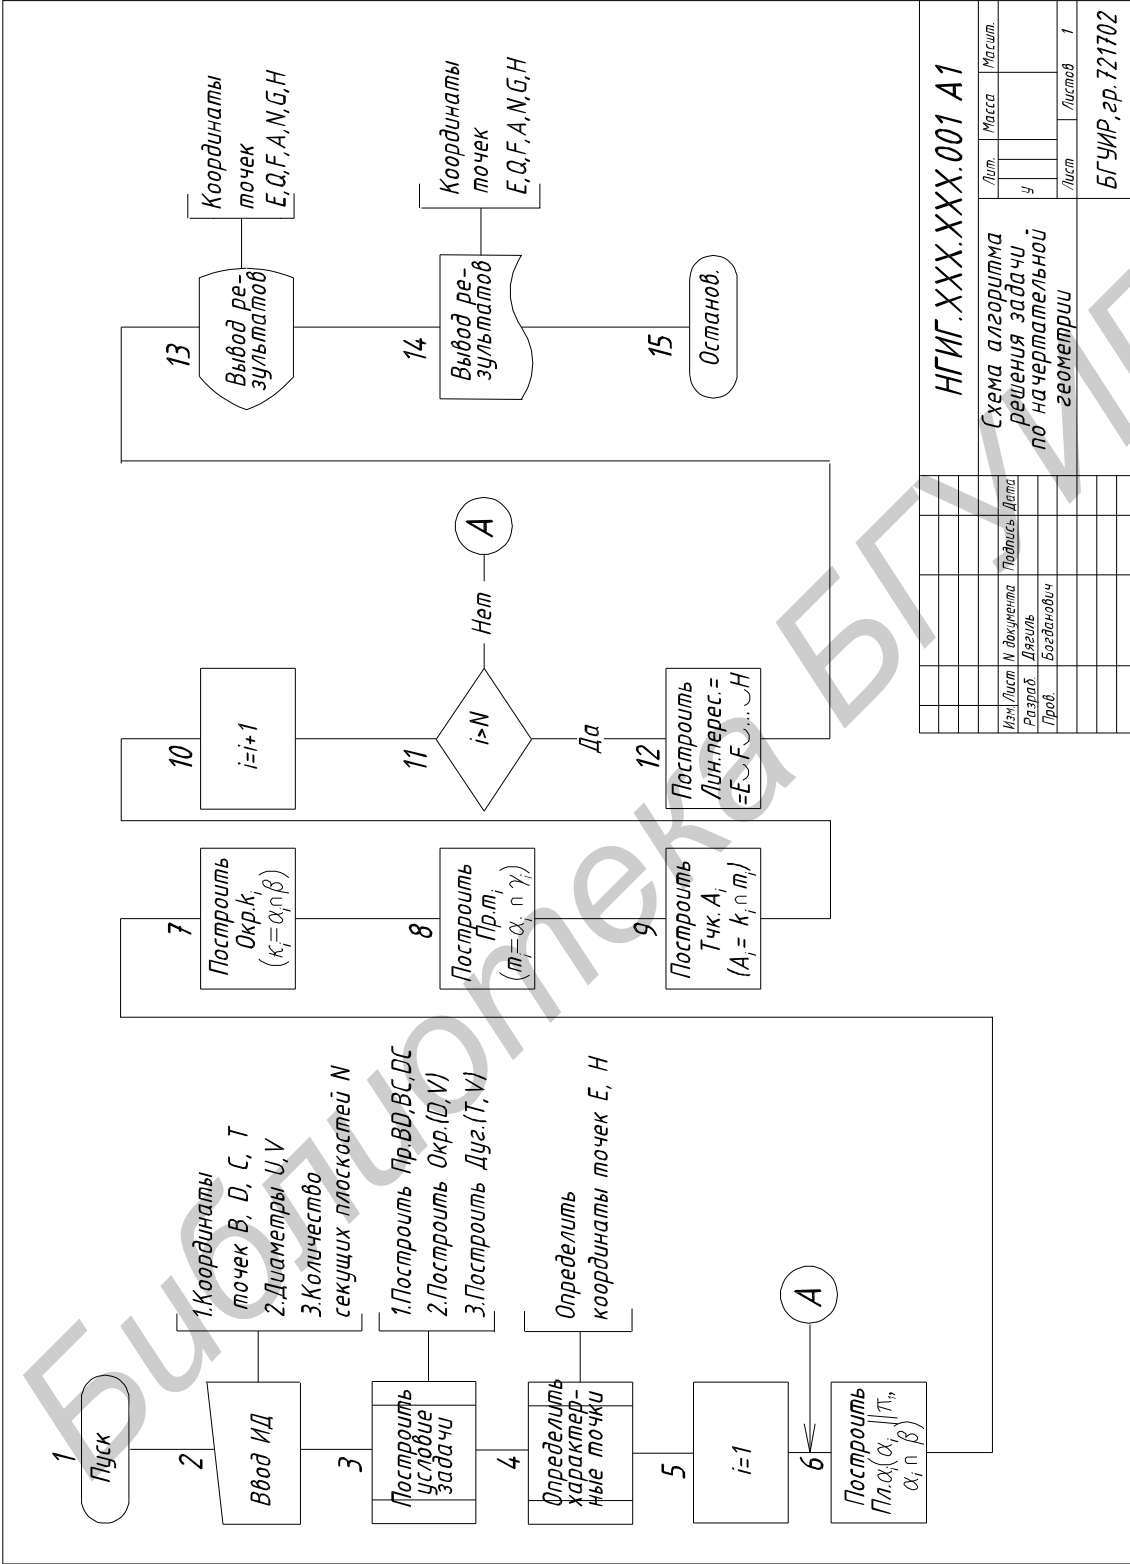 1
Пуск
2
Ввод ИД
1.Координаты
точек B, D, C, T
2.Диаметры U,V
3.Количество
секущих плоскостей N
3
Построить
условие
задачи
1.Построить Пр.BD,BC,DC
2.Построить Окр.(D,V)
3.Построить Дуг.(T,V)
4
Определить
характер-
ные точки
Определить
координаты точек E, H
5
i=1
A
6
Построить
Пл.αᵢ(αᵢ ∥π₁,
αᵢ ∩ β)
7
Построить
Окр.kᵢ
(кᵢ=αᵢ∩β)
8
Построить
Пр.mᵢ
(mᵢ=αᵢ ∩ γᵢ)
9
Построить
Тчк.Aᵢ
(Aᵢ= kᵢ∩ mᵢ)
10
i=i+1
11
i>N
Нет
A
Да
12
Построить
Лин.перес.=
=E◡F◡...◡H
13
Вывод ре-
зультатов
Координаты
точек
E,Q,F,A,N,G,H
14
Вывод ре-
зультатов
Координаты
точек
E,Q,F,A,N,G,H
15
Останов.
НГИГ.XXX.XXX.001 А1
Схема алгоритма
решения задачи
по начертательной
геометрии
Лит. Масса Масшт.
У
Лист Листов 1
БГУИР,гр.721702
Изм. Лист N документа Подпись Дата
Разраб. Дягиль
Пров. Богданович
Библиотека БГУИР